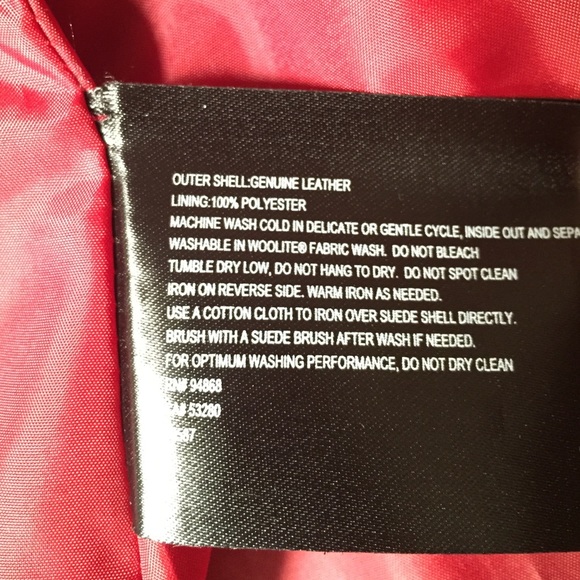 OUTER SHELL:GENUINE LEATHER
LINING:100% POLYESTER
MACHINE WASH COLD IN DELICATE OR GENTLE CYCLE, INSIDE OUT AND SEPA
WASHABLE IN WOOLITE® FABRIC WASH. DO NOT BLEACH
TUMBLE DRY LOW, DO NOT HANG TO DRY. DO NOT SPOT CLEAN
IRON ON REVERSE SIDE. WARM IRON AS NEEDED.
USE A COTTON CLOTH TO IRON OVER SUEDE SHELL DIRECTLY.
BRUSH WITH A SUEDE BRUSH AFTER WASH IF NEEDED.
FOR OPTIMUM WASHING PERFORMANCE, DO NOT DRY CLEAN
RN# 94868
53280